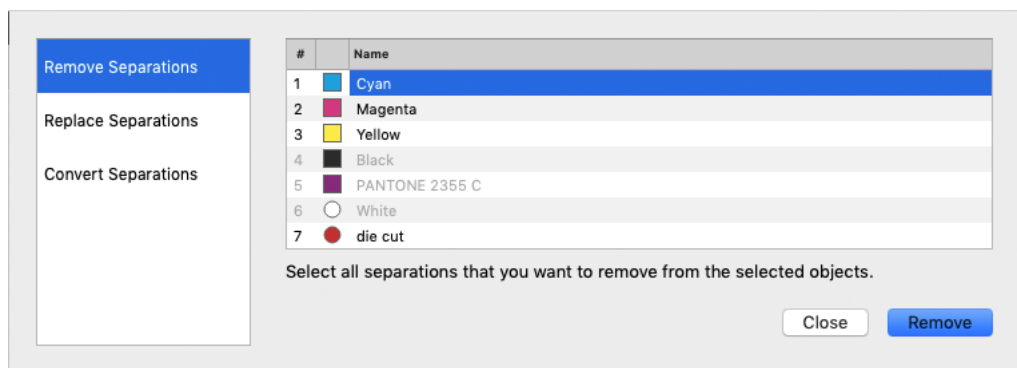 Remove Separations
Replace Separations
Convert Separations
# Name
1 Cyan
2 Magenta
3 Yellow
4 Black
5 PANTONE 2355 C
6 White
7 die cut
Select all separations that you want to remove from the selected objects.
Close Remove